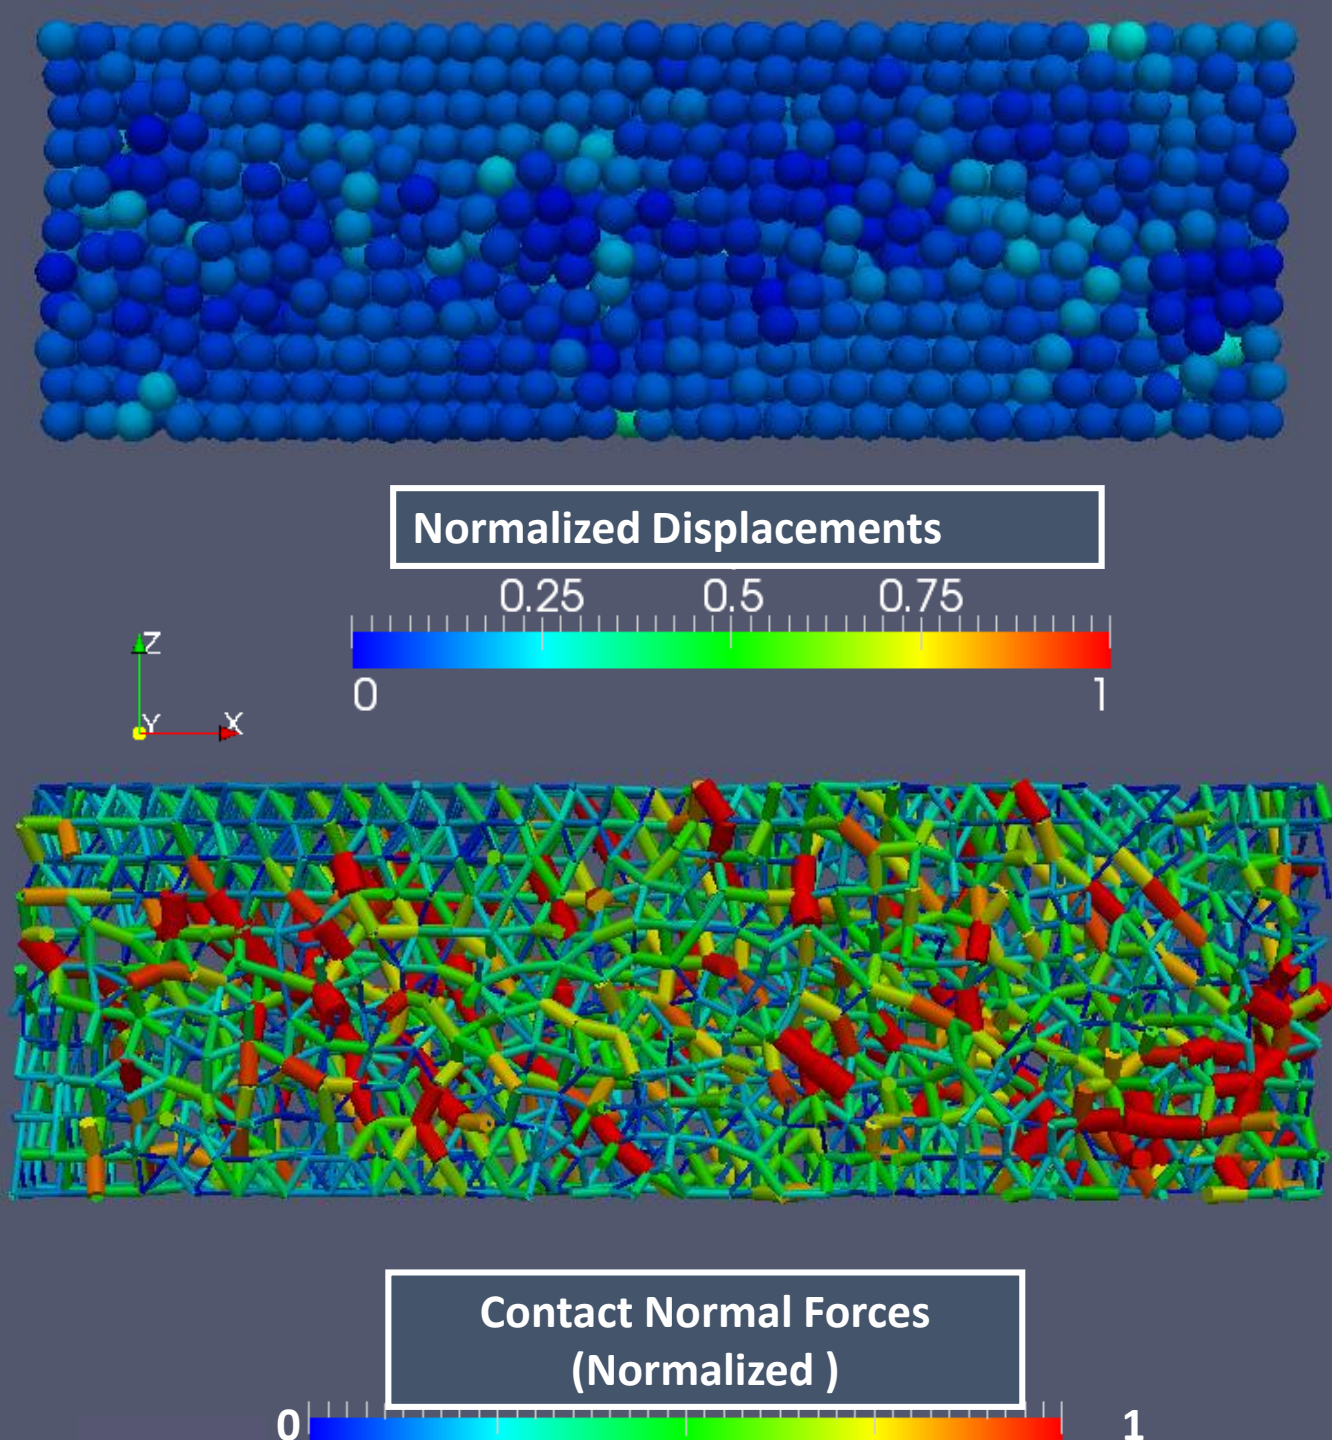 Normalized Displacements
0.25 0.5 0.75
0 1
Z
Y X
Contact Normal Forces
(Normalized )
0 1